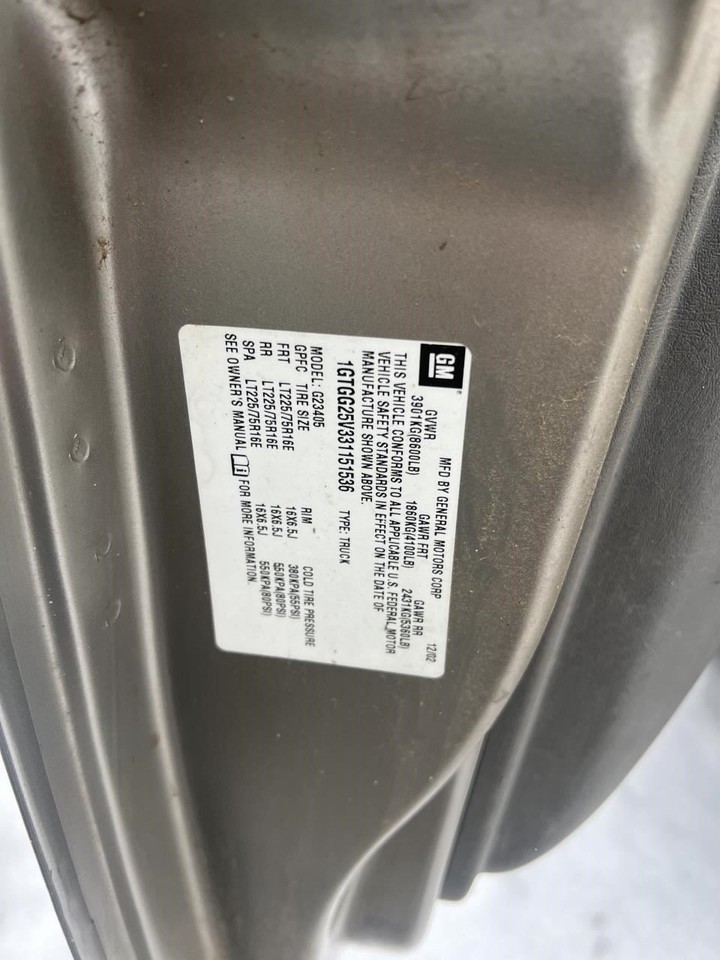 GM
MFD BY GENERAL MOTORS CORP 12/02
GVWR GAWR FRT GAWR RR
3901KG(8600LB) 1860KG(4100LB) 2431KG(5360LB)
THIS VEHICLE CONFORMS TO ALL APPLICABLE U.S. FEDERAL MOTOR
VEHICLE SAFETY STANDARDS IN EFFECT ON THE DATE OF
MANUFACTURE SHOWN ABOVE.
1GTGG25V331151536 TYPE: TRUCK
MODEL: G23405
GPFC TIRE SIZE RIM COLD TIRE PRESSURE
FRT LT225/75R16E 16X6.5J 380KPA(55PSI)
RR LT225/75R16E 16X6.5J 550KPA(80PSI)
SPA LT225/75R16E 16X6.5J 550KPA(80PSI)
SEE OWNER'S MANUAL FOR MORE INFORMATION.